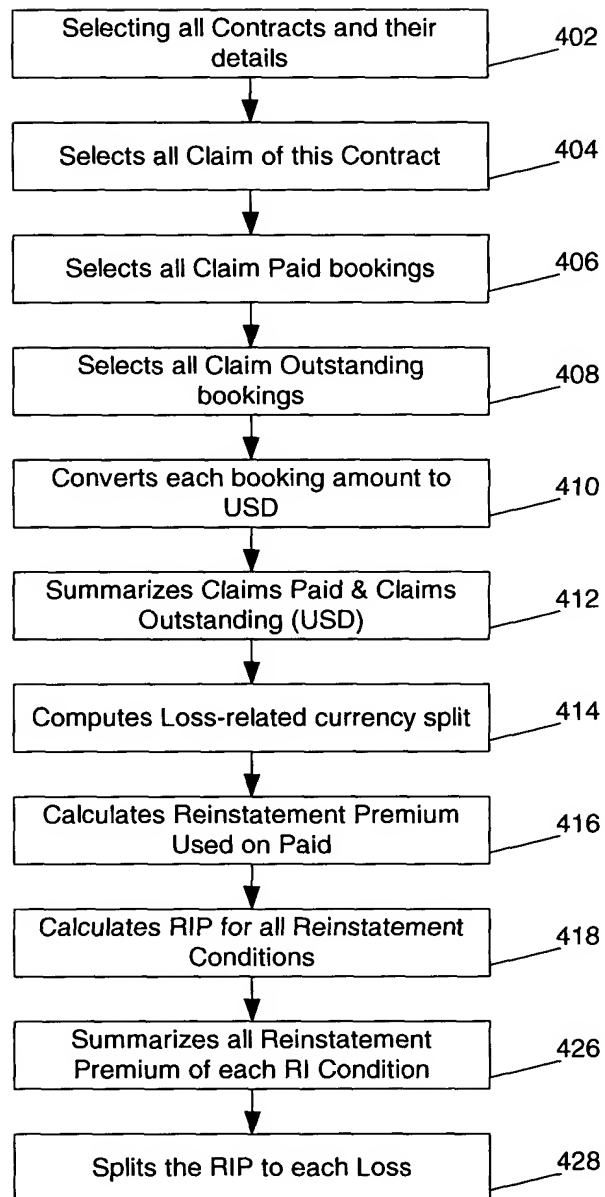 Selecting all Contracts and their
details
402
Selects all Claim of this Contract
404
Selects all Claim Paid bookings
406
Selects all Claim Outstanding
bookings
408
Converts each booking amount to
USD
410
Summarizes Claims Paid & Claims
Outstanding (USD)
412
Computes Loss-related currency split
414
Calculates Reinstatement Premium
Used on Paid
416
Calculates RIP for all Reinstatement
Conditions
418
Summarizes all Reinstatement
Premium of each RI Condition
426
Splits the RIP to each Loss
428